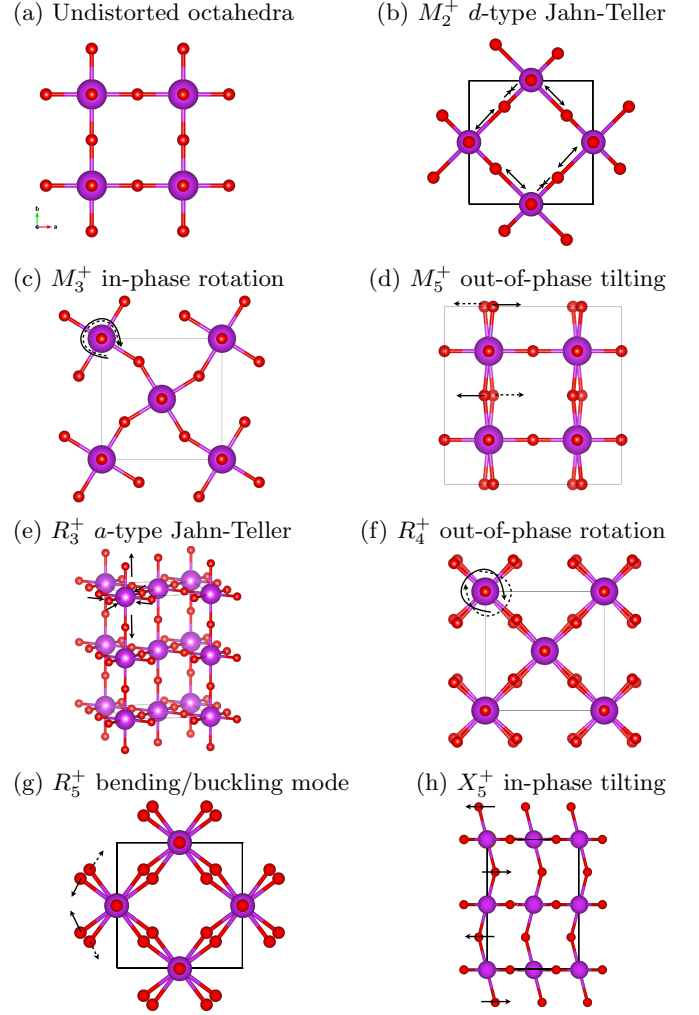 (a) Undistorted octahedra
(b) M₂⁺ d-type Jahn-Teller
b
c a
(c) M₃⁺ in-phase rotation
(d) M₅⁺ out-of-phase tilting
(e) R₃⁺ a-type Jahn-Teller
(f) R₄⁺ out-of-phase rotation
(g) R₅⁺ bending/buckling mode
(h) X₅⁺ in-phase tilting